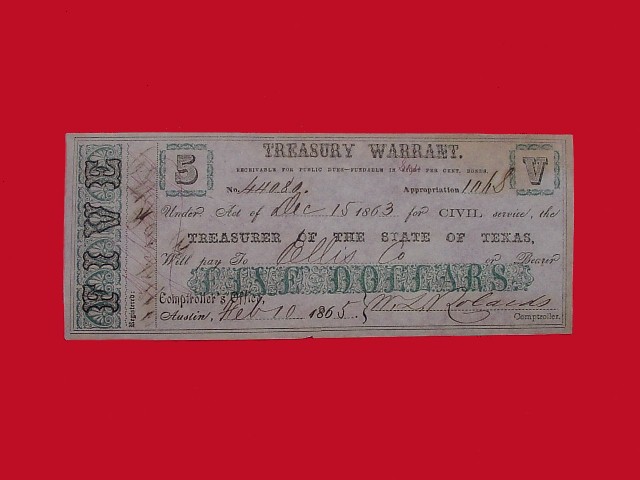 FIVE
Registered:
TREASURY WARRANT.
5
V
RECEIVABLE FOR PUBLIC DUES—FUNDABLE IN PER CENT. BONDS.
No. 44089. Appropriation 1068
Under Act of Dec 15 1863 for CIVIL service, the
TREASURER OF THE STATE OF TEXAS,
Will pay To Ellis Co or Bearer
FIVE DOLLARS
Comptroller's Office,
Austin, Feb 10 1865.
Comptroller.